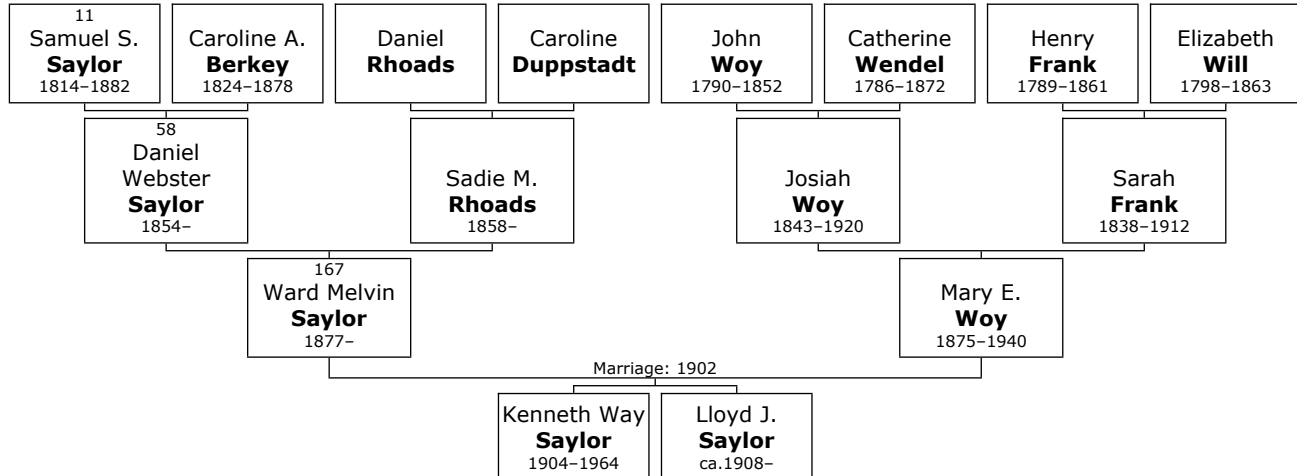 11
Samuel S.
Saylor
1814–1882
Caroline A.
Berkey
1824–1878
Daniel
Rhoads
Caroline
Duppstadt
John
Woy
1790–1852
Catherine
Wendel
1786–1872
Henry
Frank
1789–1861
Elizabeth
Will
1798–1863
58
Daniel
Webster
Saylor
1854–
Sadie M.
Rhoads
1858–
Josiah
Woy
1843–1920
Sarah
Frank
1838–1912
167
Ward Melvin
Saylor
1877–
Mary E.
Woy
1875–1940
Marriage: 1902
Kenneth Way
Saylor
1904–1964
Lloyd J.
Saylor
ca.1908–